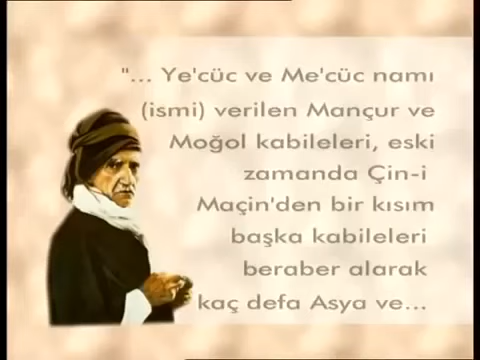 "... Ye'cüc ve Me'cüc namı
(ismi) verilen Mançur ve
Moğol kabileleri, eski
zamanda Çin-i
Maçin'den bir kısım
başka kabileleri
beraber alarak
kaç defa Asya ve...